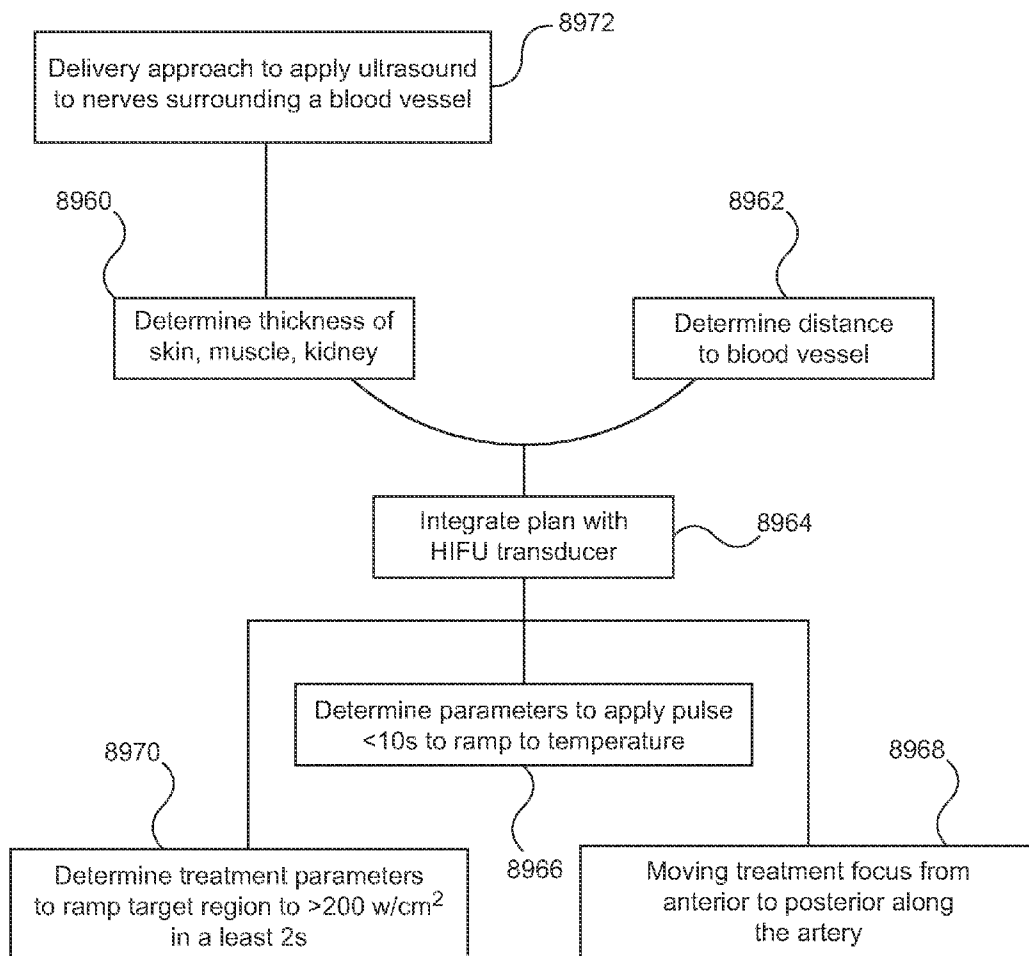 8972
Delivery approach to apply ultrasound
to nerves surrounding a blood vessel
8960
8962
Determine thickness of
skin, muscle, kidney
Determine distance
to blood vessel
Integrate plan with
HIFU transducer
8964
Determine parameters to apply pulse
<10s to ramp to temperature
8970
8968
8966
Determine treatment parameters
to ramp target region to >200 w/cm²
in a least 2s
Moving treatment focus from
anterior to posterior along
the artery